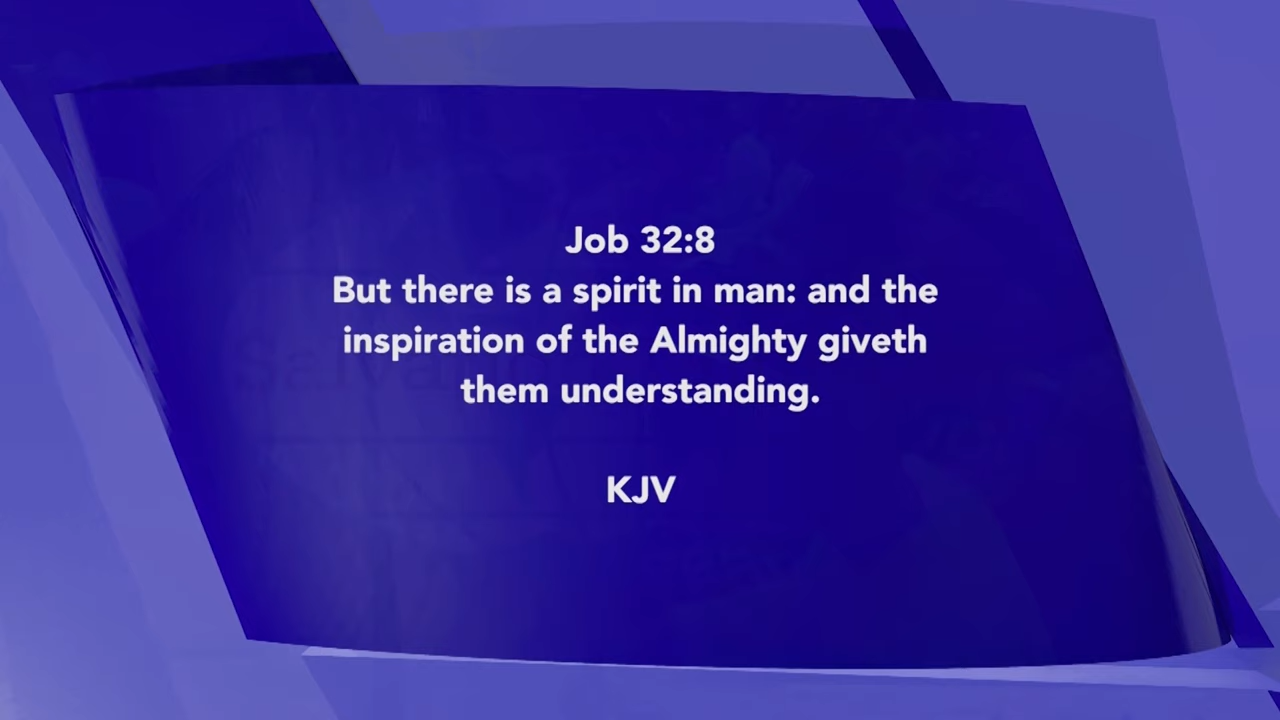 Job 32:8
But there is a spirit in man: and the
inspiration of the Almighty giveth
them understanding.
KJV